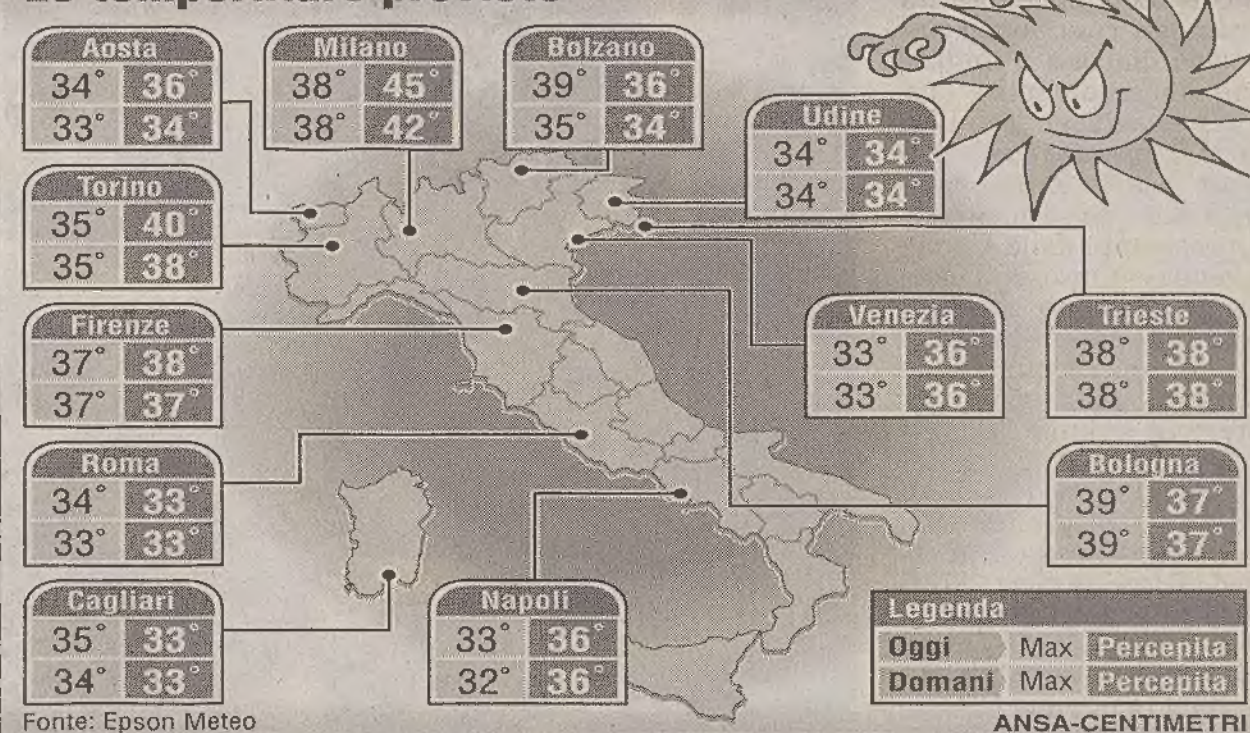 Le temperature previste
Aosta
34° 36°
33° 34°
Milano
38° 45°
38° 42°
Bolzano
39° 36°
35° 34°
Udine
34° 34°
34° 34°
Torino
35° 40°
35° 38°
Firenze
37° 38°
37° 37°
Venezia
33° 36°
33° 36°
Trieste
38° 38°
38° 38°
Roma
34° 33°
33° 33°
Bologna
39° 37°
39° 37°
Cagliari
35° 33°
34° 33°
Napoli
33° 36°
32° 36°
Legenda
Oggi Max Percepita
Domani Max Percepita
Fonte: Epson Meteo
ANSA-CENTIMETRI